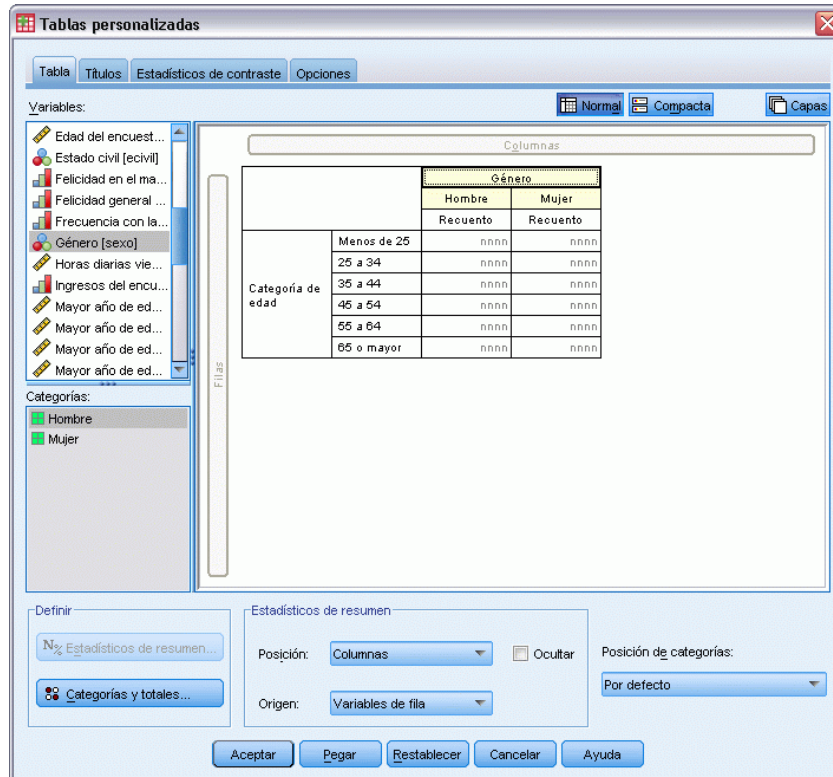 Tablas personalizadas
Tabla Títulos Estadísticos de contraste Opciones
Variables:
Normal Compacta Capas
Edad del encuest...
Estado civil [ecivil]
Felicidad en el ma...
Felicidad general ...
Frecuencia con la...
Género [sexo]
Horas diarias vie...
Ingresos del encu...
Mayor año de ed...
Mayor año de ed...
Mayor año de ed...
Mayor año de ed...
Categorías:
Hombre
Mujer
Columnas
Filas
Género
Hombre Mujer
Recuento Recuento
Categoría de edad
Menos de 25 nnnn nnnn
25 a 34 nnnn nnnn
35 a 44 nnnn nnnn
45 a 54 nnnn nnnn
55 a 64 nnnn nnnn
65 o mayor nnnn nnnn
Definir
N% Estadísticos de resumen...
Categorías y totales...
Estadísticos de resumen
Posición: Columnas Ocultar
Origen: Variables de fila
Posición de categorías:
Por defecto
Aceptar Pegar Restablecer Cancelar Ayuda